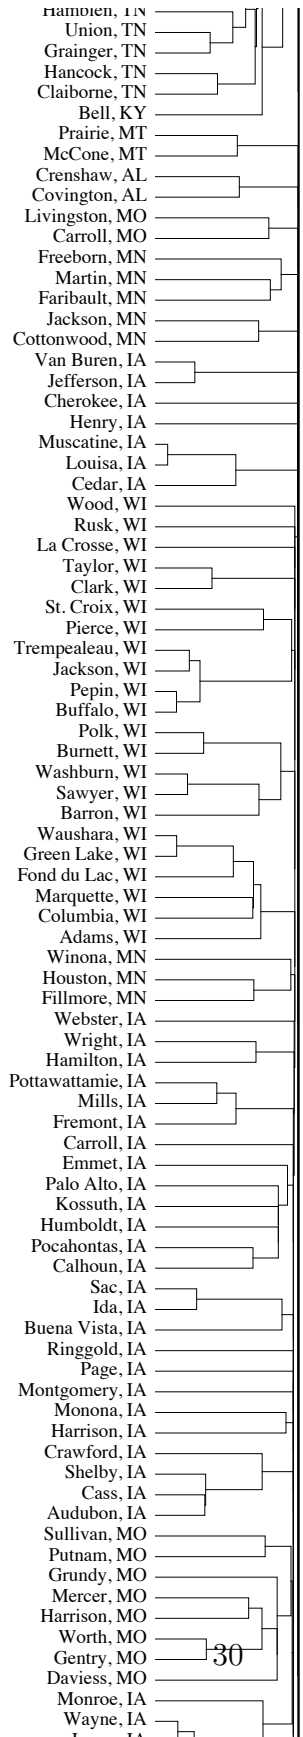 Hamblen, TN
Union, TN
Grainger, TN
Hancock, TN
Claiborne, TN
Bell, KY
Prairie, MT
McCone, MT
Crenshaw, AL
Covington, AL
Livingston, MO
Carroll, MO
Freeborn, MN
Martin, MN
Faribault, MN
Jackson, MN
Cottonwood, MN
Van Buren, IA
Jefferson, IA
Cherokee, IA
Henry, IA
Muscatine, IA
Louisa, IA
Cedar, IA
Wood, WI
Rusk, WI
La Crosse, WI
Taylor, WI
Clark, WI
St. Croix, WI
Pierce, WI
Trempealeau, WI
Jackson, WI
Pepin, WI
Buffalo, WI
Polk, WI
Burnett, WI
Washburn, WI
Sawyer, WI
Barron, WI
Waushara, WI
Green Lake, WI
Fond du Lac, WI
Marquette, WI
Columbia, WI
Adams, WI
Winona, MN
Houston, MN
Fillmore, MN
Webster, IA
Wright, IA
Hamilton, IA
Pottawattamie, IA
Mills, IA
Fremont, IA
Carroll, IA
Emmet, IA
Palo Alto, IA
Kossuth, IA
Humboldt, IA
Pocahontas, IA
Calhoun, IA
Sac, IA
Ida, IA
Buena Vista, IA
Ringgold, IA
Page, IA
Montgomery, IA
Monona, IA
Harrison, IA
Crawford, IA
Shelby, IA
Cass, IA
Audubon, IA
Sullivan, MO
Putnam, MO
Grundy, MO
Mercer, MO
Harrison, MO
Worth, MO
Gentry, MO
30
Daviess, MO
Monroe, IA
Wayne, IA